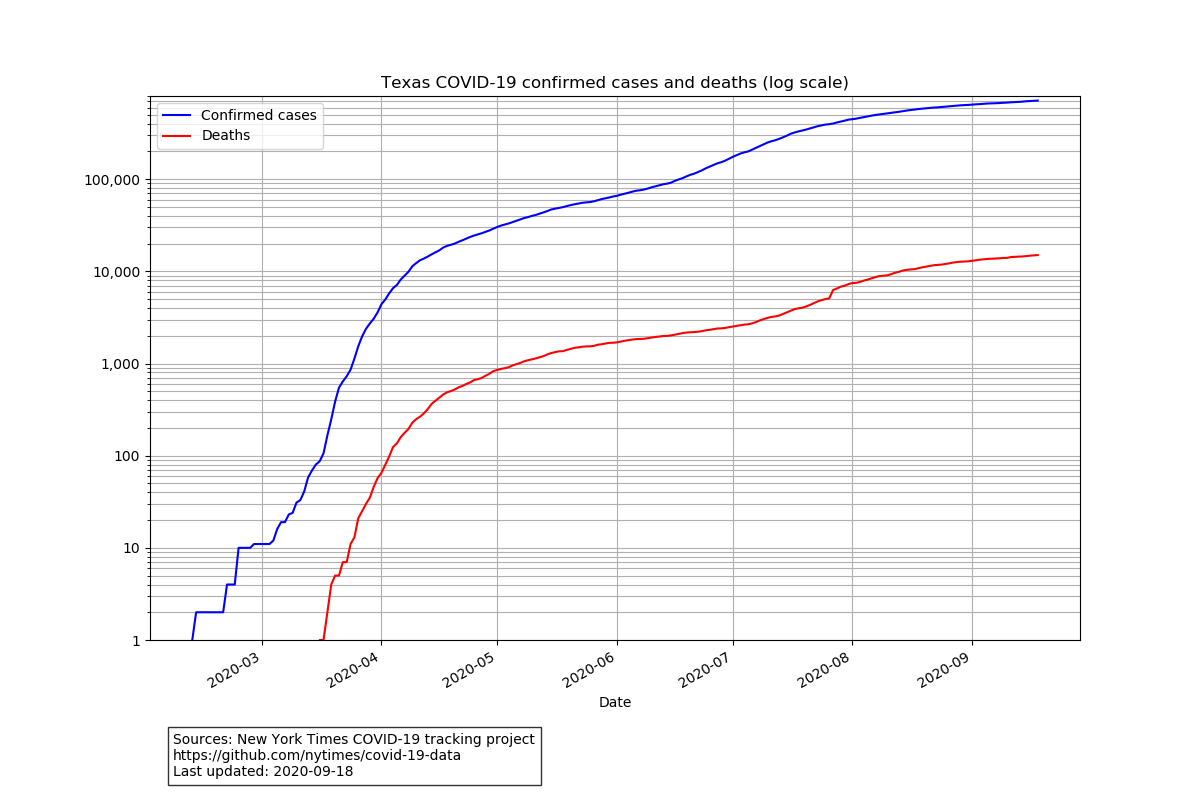 Texas COVID-19 confirmed cases and deaths (log scale)
Confirmed cases
Deaths
100,000
10,000
1,000
100
10
1
2020-03
2020-04
2020-05
2020-06
2020-07
2020-08
2020-09
Date
Sources: New York Times COVID-19 tracking project
https://github.com/nytimes/covid-19-data
Last updated: 2020-09-18